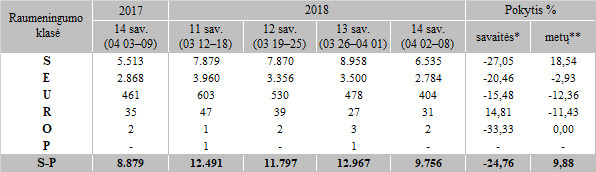 Raumeningumo klasė 2017 2018 Pokytis %
14 sav. (04 03–09) 11 sav. (03 12–18) 12 sav. (03 19–25) 13 sav. (03 26–04 01) 14 sav. (04 02–08) savaitės* metų**
S 5.513 7.879 7.870 8.958 6.535 -27,05 18,54
E 2.868 3.960 3.356 3.500 2.784 -20,46 -2,93
U 461 603 530 478 404 -15,48 -12,36
R 35 47 39 27 31 14,81 -11,43
O 2 1 2 3 2 -33,33 0,00
P - 1 - 1 - - -
S-P 8.879 12.491 11.797 12.967 9.756 -24,76 9,88